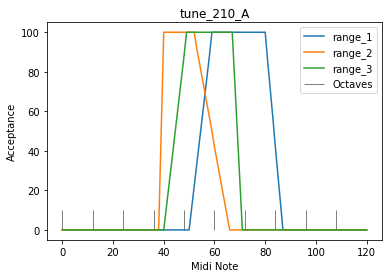 tune_210_A
range_1
range_2
range_3
Octaves
Acceptance
100
80
60
40
20
0
0 20 40 60 80 100 120
Midi Note